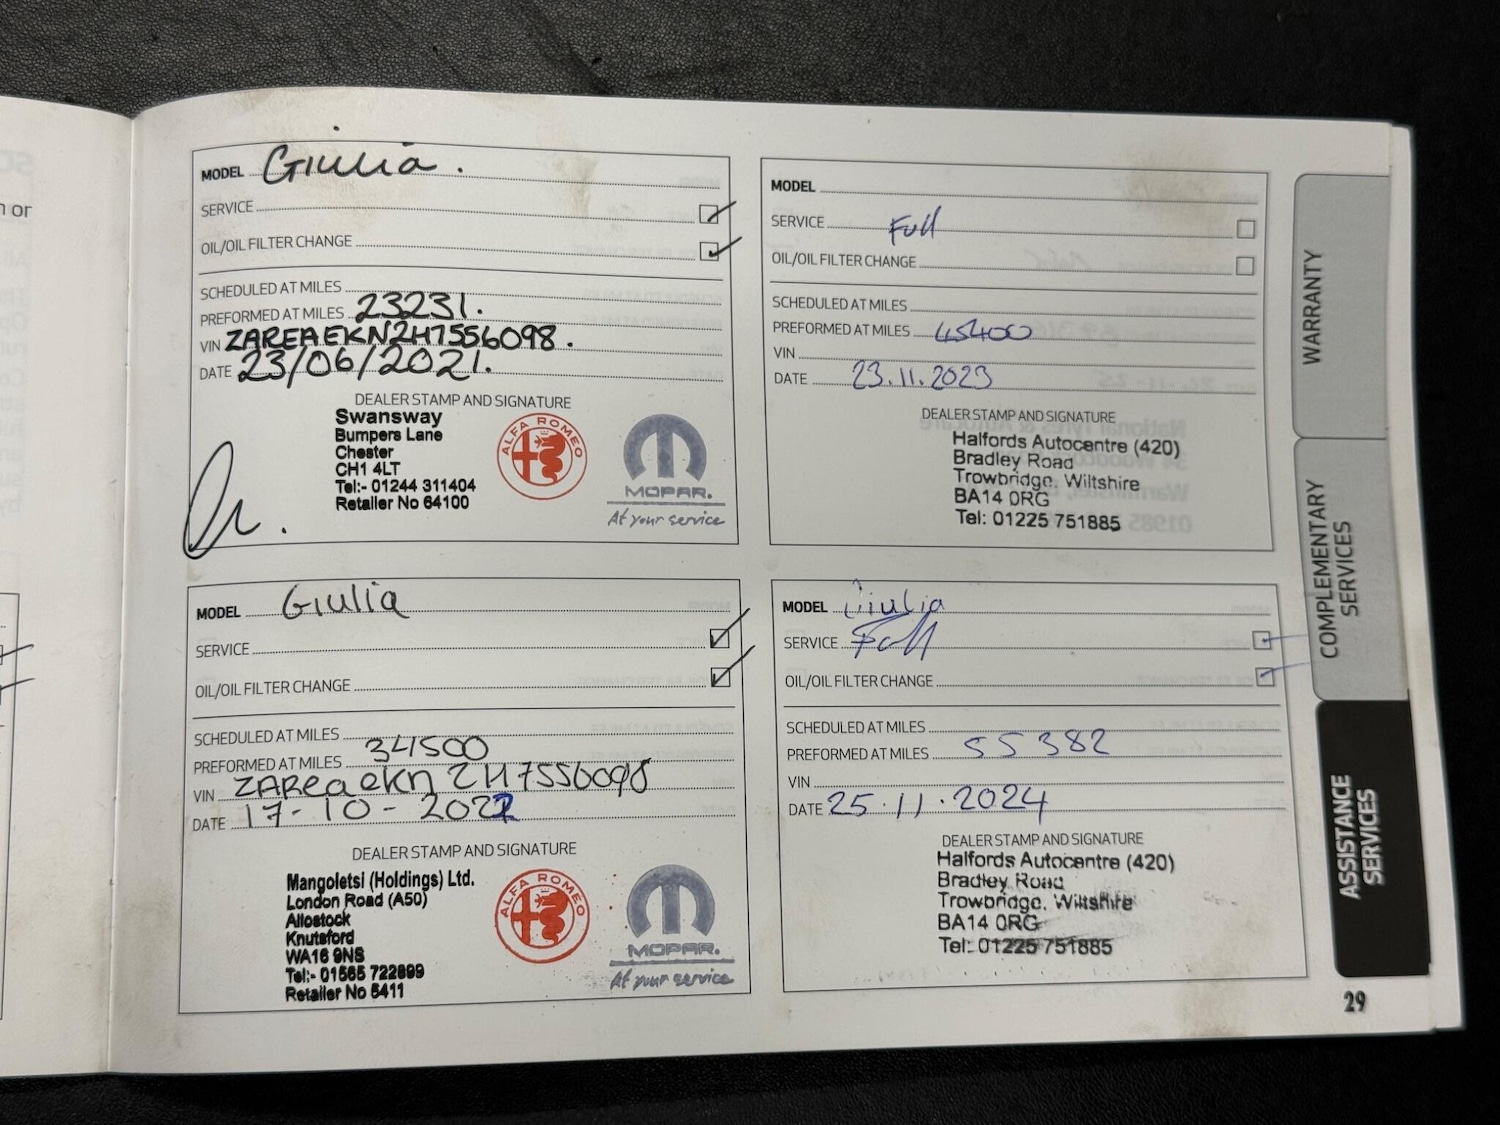 n or
MODEL Giulia.
SERVICE
OIL/OIL FILTER CHANGE
SCHEDULED AT MILES
PREFORMED AT MILES 23231.
VIN ZAREAEKN2H7556098.
DATE 23/06/2021.
DEALER STAMP AND SIGNATURE
Swansway
Bumpers Lane
Chester
CH1 4LT
Tel:- 01244 311404
Retailer No 64100
ALFA ROMEO
MOPAR.
At your service
MODEL
SERVICE Full
OIL/OIL FILTER CHANGE
SCHEDULED AT MILES
PREFORMED AT MILES 45400
VIN
DATE 23.11.2023
DEALER STAMP AND SIGNATURE
Halfords Autocentre (420)
Bradley Road
Trowbridge. Wiltshire
BA14 0RG
Tel: 01225 751885
MODEL Giulia
SERVICE
OIL/OIL FILTER CHANGE
SCHEDULED AT MILES
PREFORMED AT MILES 34500
VIN ZAREAEKN2H7556098
DATE 17-10-2022
DEALER STAMP AND SIGNATURE
Mangoletsi (Holdings) Ltd.
London Road (A50)
Allostock
Knutsford
WA16 9NS
Tel:- 01565 722899
Retailer No 5411
ALFA ROMEO
MOPAR.
At your service
MODEL Giulia
SERVICE Full
OIL/OIL FILTER CHANGE
SCHEDULED AT MILES
PREFORMED AT MILES 55382
VIN
DATE 25.11.2024
DEALER STAMP AND SIGNATURE
Halfords Autocentre (420)
Bradley Road
Trowbridge. Wiltshire
BA14 0RG
Tel: 01225 751885
WARRANTY
COMPLEMENTARY
SERVICES
ASSISTANCE
SERVICES
29